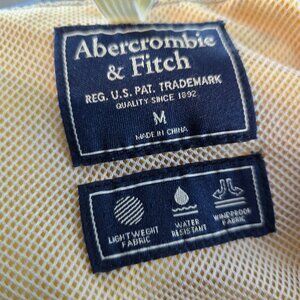 Abercrombie
& Fitch
REG. U.S. PAT. TRADEMARK
QUALITY SINCE 1892
M
MADE IN CHINA
LIGHTWEIGHT
FABRIC
WATER
RESISTANT
WINDPROOF
FABRIC